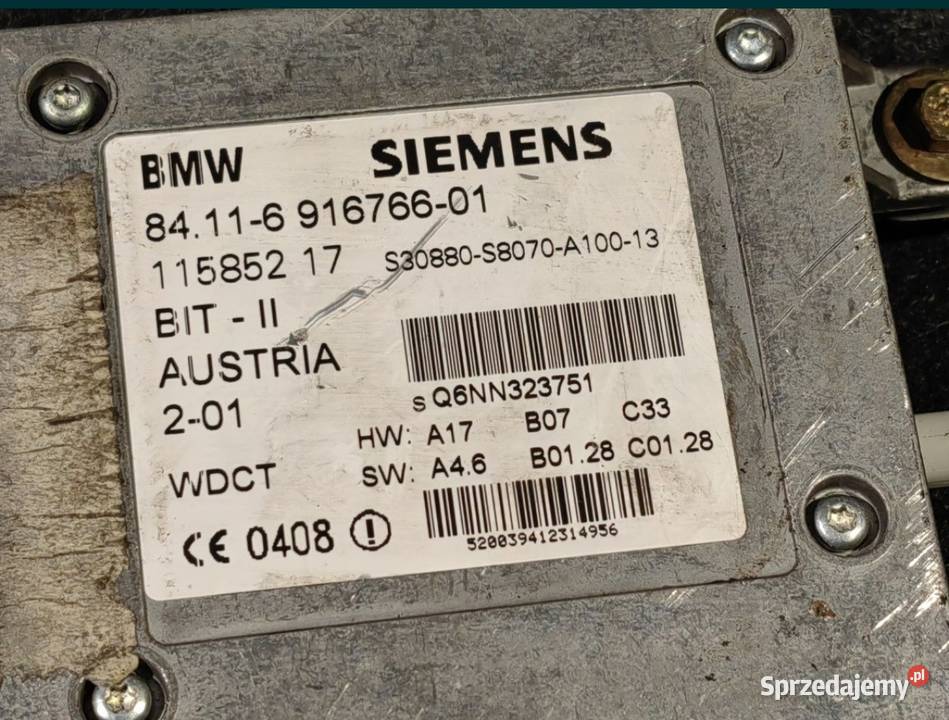 BMW SIEMENS
84.11-6 916766-01
115852 17 S30880-S8070-A100-13
BIT - II
AUSTRIA
2-01
S Q6NN323751
HW: A17 B07 C33
SW: A4.6 B01.28 C01.28
WDCT
CE 0408 !
520039412314956
Sprzedajemy.pl